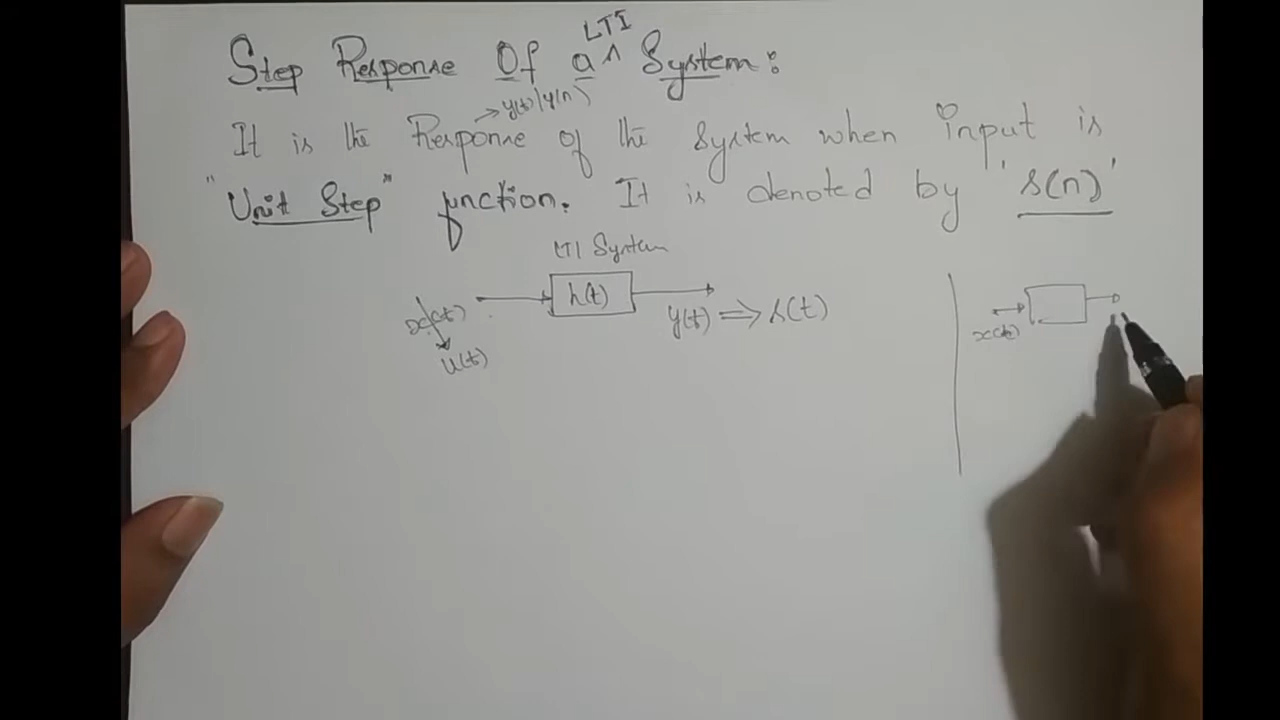 Step Response Of a LTI System:
→ y(t)/y(n)
It is the Response of the System when input is
"Unit Step" function. It is denoted by 's(n)'
LTI System
x(t) h(t) y(t) ⇒ s(t)
u(t)
x(t)